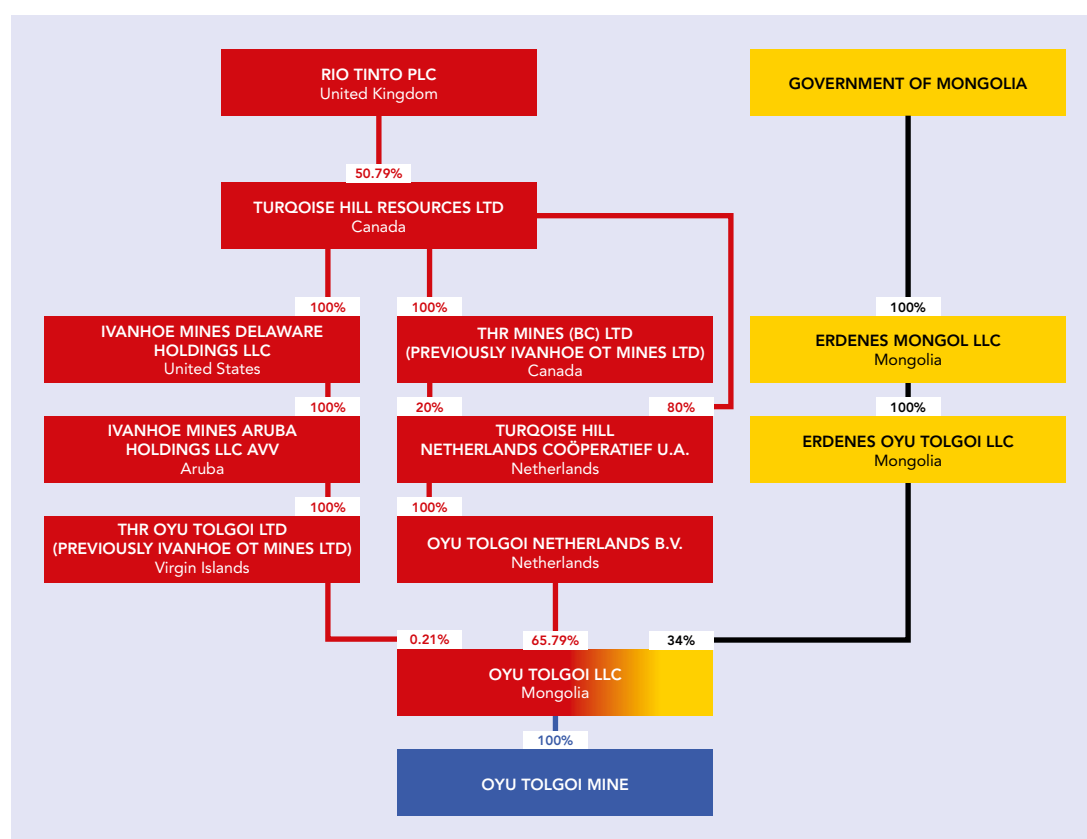 RIO TINTO PLC
United Kingdom
GOVERNMENT OF MONGOLIA
50.79%
TURQOISE HILL RESOURCES LTD
Canada
100%
100%
100%
IVANHOE MINES DELAWARE
HOLDINGS LLC
United States
THR MINES (BC) LTD
(PREVIOUSLY IVANHOE OT MINES LTD)
Canada
ERDENES MONGOL LLC
Mongolia
100%
20%
80%
100%
IVANHOE MINES ARUBA
HOLDINGS LLC AVV
Aruba
TURQOISE HILL
NETHERLANDS COÖPERATIEF U.A.
Netherlands
ERDENES OYU TOLGOI LLC
Mongolia
100%
100%
THR OYU TOLGOI LTD
(PREVIOUSLY IVANHOE OT MINES LTD)
Virgin Islands
OYU TOLGOI NETHERLANDS B.V.
Netherlands
0.21%
65.79%
34%
OYU TOLGOI LLC
Mongolia
100%
OYU TOLGOI MINE